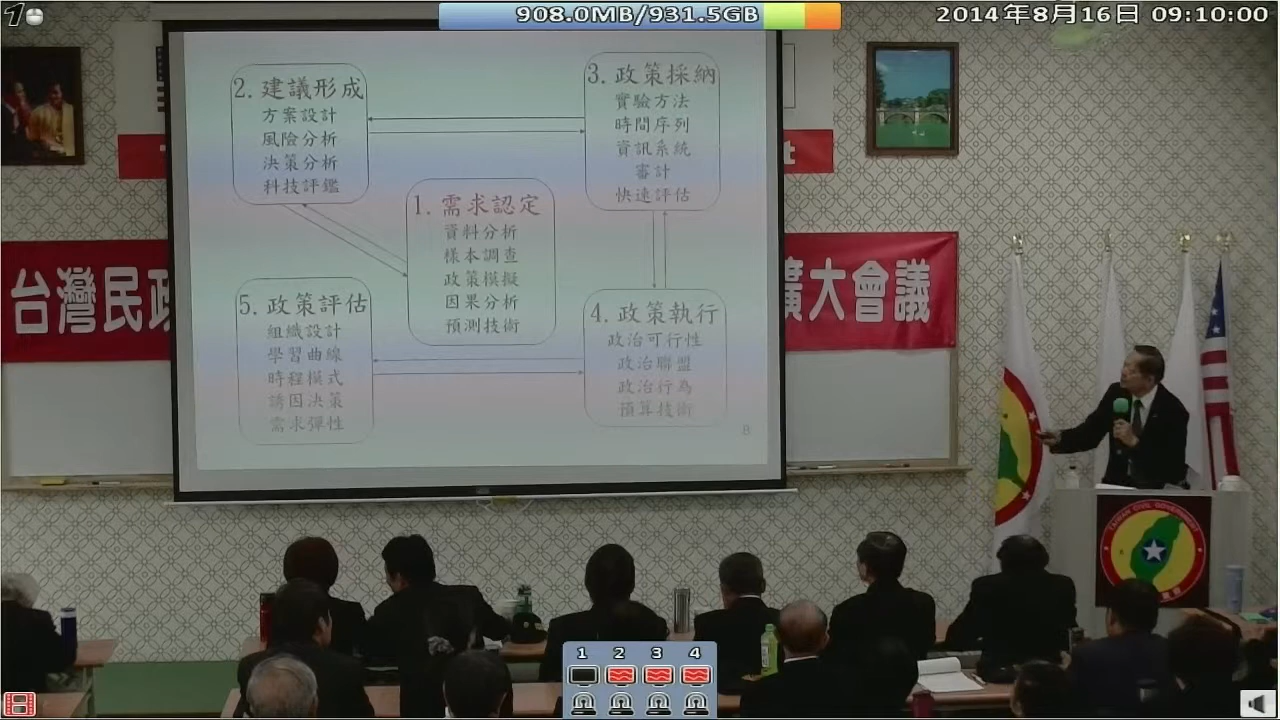 1
908.0MB/931.5GB
2014年8月16日 09:10:00
2. 建議形成
方案設計
風險分析
決策分析
科技評鑑
3. 政策採納
實驗方法
時間序列
資訊系統
審計
快速評估
1. 需求認定
資料分析
樣本調查
政策模擬
因果分析
預測技術
5. 政策評估
組織設計
學習曲線
時程模式
誘因決策
需求彈性
4. 政策執行
政治可行性
政治聯盟
政治行為
預算技術
8
台灣民政
擴大會議
TAIWAN CIVIL GOVERNMENT
1 2 3 4